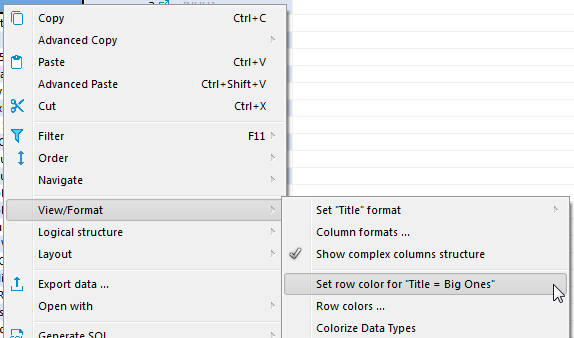 Copy Ctrl+C
Advanced Copy
Paste Ctrl+V
Advanced Paste Ctrl+Shift+V
Cut Ctrl+X
Filter F11
Order
Navigate
View/Format
Set "Title" format
Logical structure
Column formats ...
Layout
Show complex columns structure
Export data ...
Set row color for "Title = Big Ones"
Open with
Row colors ...
Generate SQL
Colorize Data Types